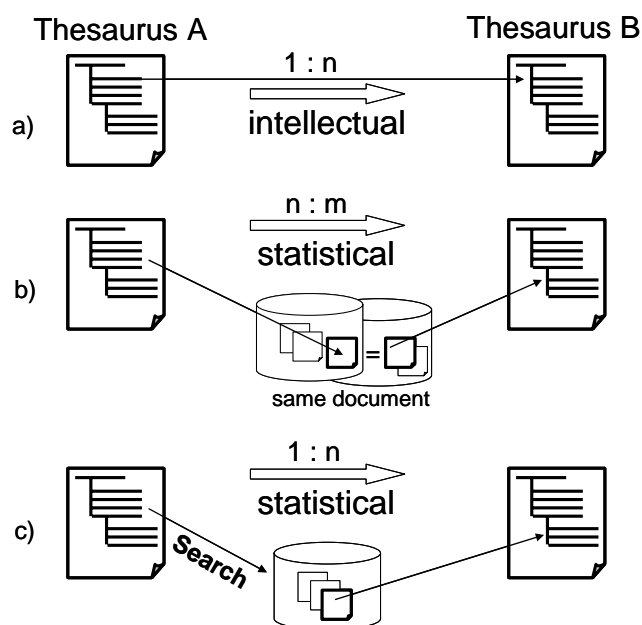 Thesaurus A
Thesaurus B
1 : n
a)
intellectual
n : m
statistical
b)
=
same document
1 : n
statistical
c)
Search